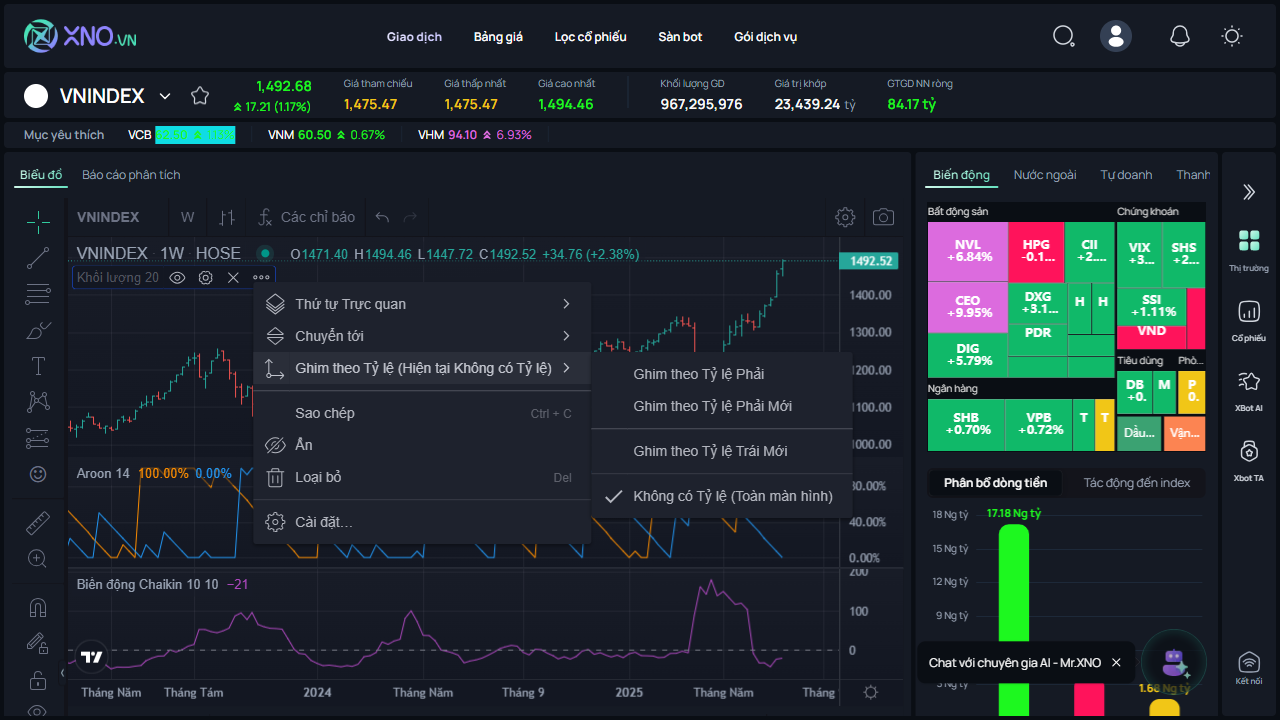 XNO.VN
Giao dịch
Bảng giá
Lọc cổ phiếu
Sàn bot
Gói dịch vụ
VNINDEX
1,492.68
17.21 (1.17%)
Giá tham chiếu
1,475.47
Giá thấp nhất
1,475.47
Giá cao nhất
1,494.46
Khối lượng GD
967,295,976
Giá trị khớp
23,439.24 tỷ
GTGD NN ròng
84.17 tỷ
Mục yêu thích
VCB
VNM 60.50 0.67%
VHM 94.10 6.93%
Biểu đồ
Báo cáo phân tích
VNINDEX
W
Các chỉ báo
VNINDEX · 1W · HOSE
O1471.40 H1494.46 L1447.72 C1492.52 +34.76 (+2.38%)
Khối lượng 20
1492.52
1400.00
1300.00
1200.00
1000.00
Thứ tự Trực quan
Chuyển tới
Ghim theo Tỷ lệ (Hiện tại Không có Tỷ lệ)
Sao chép
Ctrl + C
Ẩn
Loại bỏ
Del
Cài đặt...
Ghim theo Tỷ lệ Phải
Ghim theo Tỷ lệ Phải Mới
Ghim theo Tỷ lệ Trái Mới
Không có Tỷ lệ (Toàn màn hình)
Aroon 14 100.00% 0.00%
80.00%
40.00%
0.00%
Biên động Chaikin 10 10 −21
200
100
0
Tháng Năm
Tháng Tám
2024
Tháng Năm
Tháng 9
2025
Tháng Năm
Tháng
Biến động
Nước ngoài
Tự doanh
Thanh
Bất động sản
Chứng khoán
NVL
+6.84%
HPG
-0.1...
CII
+2....
VIX
+3...
SHS
+2...
CEO
+9.95%
DXG
+3.1...
H
H
SSI
+1.11%
PDR
VND
DIG
+5.79%
Tiêu dùng
Phò...
DB
+0.
M
P
0.
Ngân hàng
SHB
+0.70%
VPB
+0.72%
T
T
Dầu...
Vận...
Phân bổ dòng tiền
Tác động đến index
18 Ng tỷ
17.18 Ng tỷ
15 Ng tỷ
12 Ng tỷ
9 Ng tỷ
3 Ng tỷ
1.66 Ng tỷ
Chat với chuyên gia AI - Mr.XNO
Thị trường
Cổ phiếu
XBot AI
Xbot TA
Kết nối